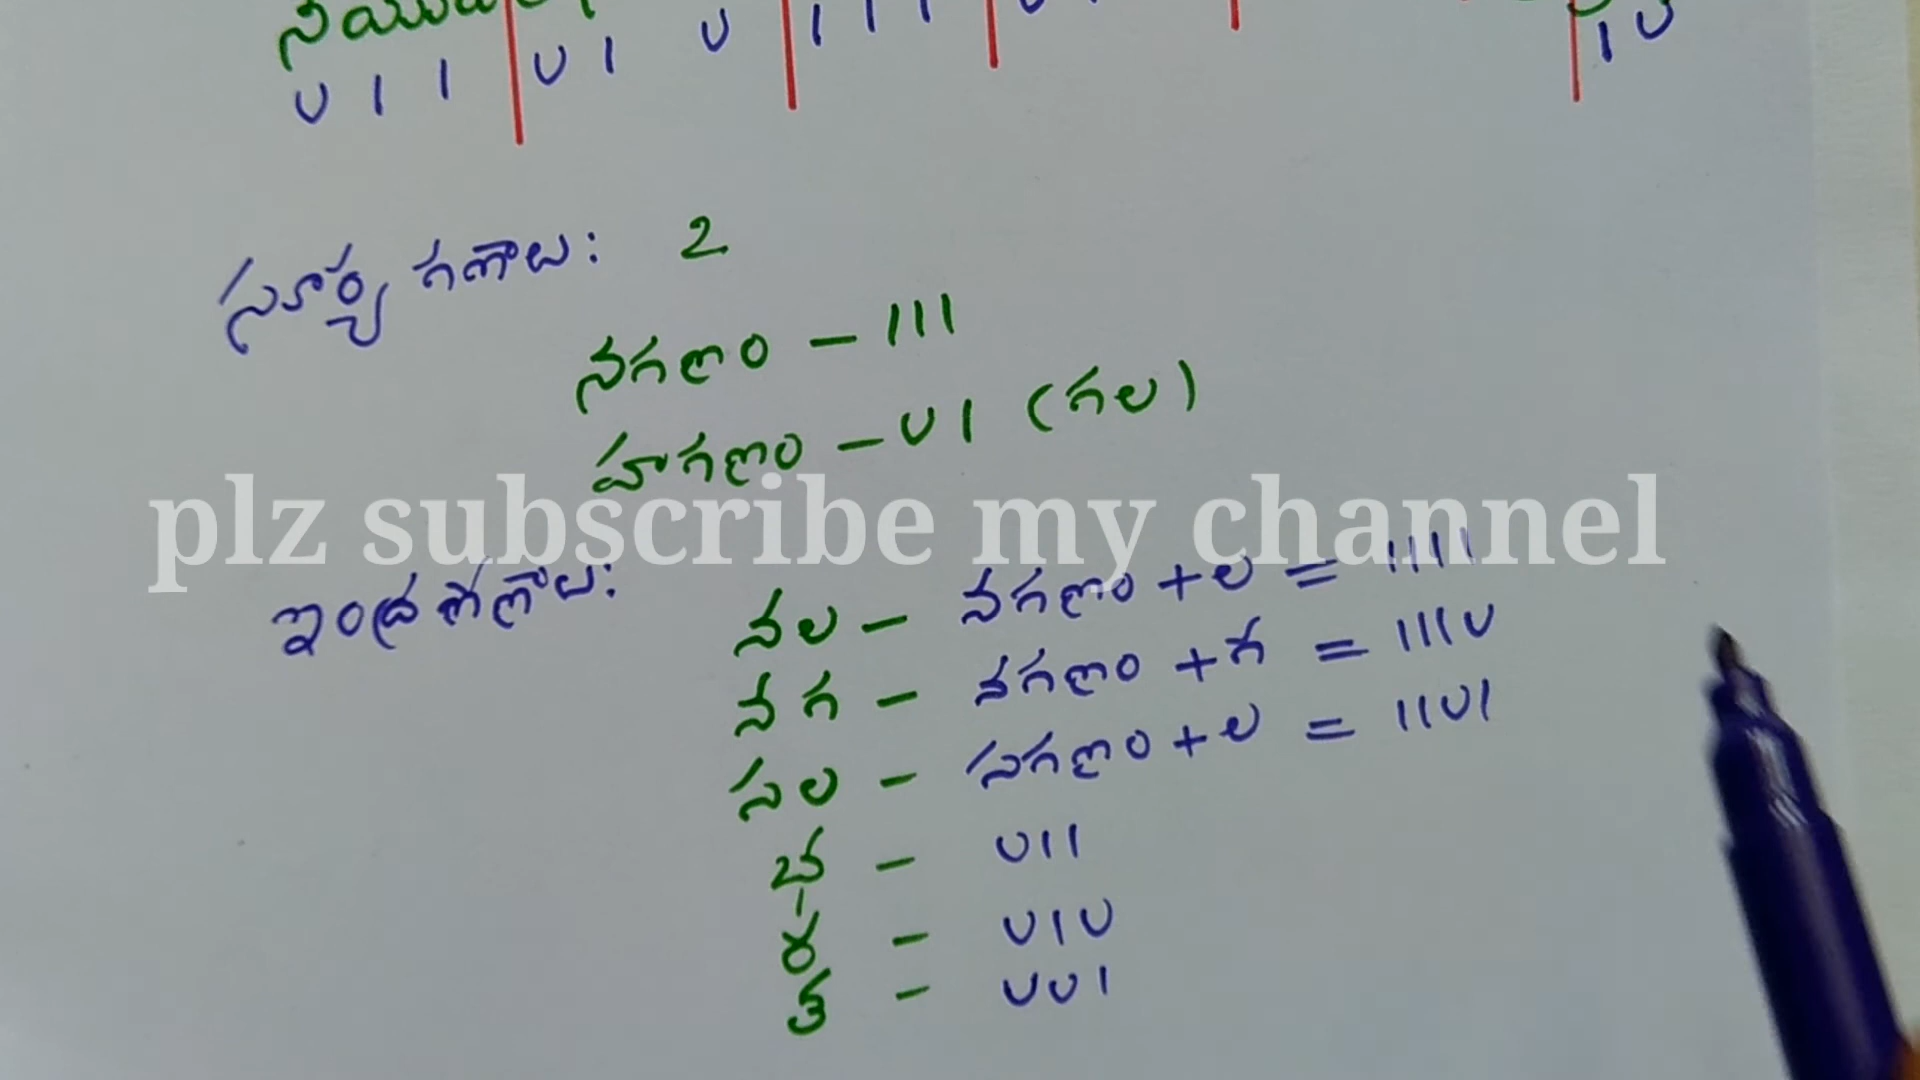 U I I U I U I I I U I I U
సూర్య గణాలు: 2
నగణం - III
హగణం - UI (గల)
plz subscribe my channel
ఇంద్రగణాలు:
నల - నగణం + ల = IIII
నగ - నగణం + గ = IIIU
సల - సగణం + ల = IIUI
భ - UII
ర - UIU
త - UUI